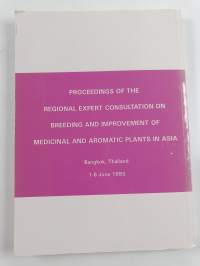 PROCEEDINGS OF THE
REGIONAL EXPERT CONSULTATION ON
BREEDING AND IMPROVEMENT OF
MEDICINAL AND AROMATIC PLANTS IN ASIA
Bangkok, Thailand
June